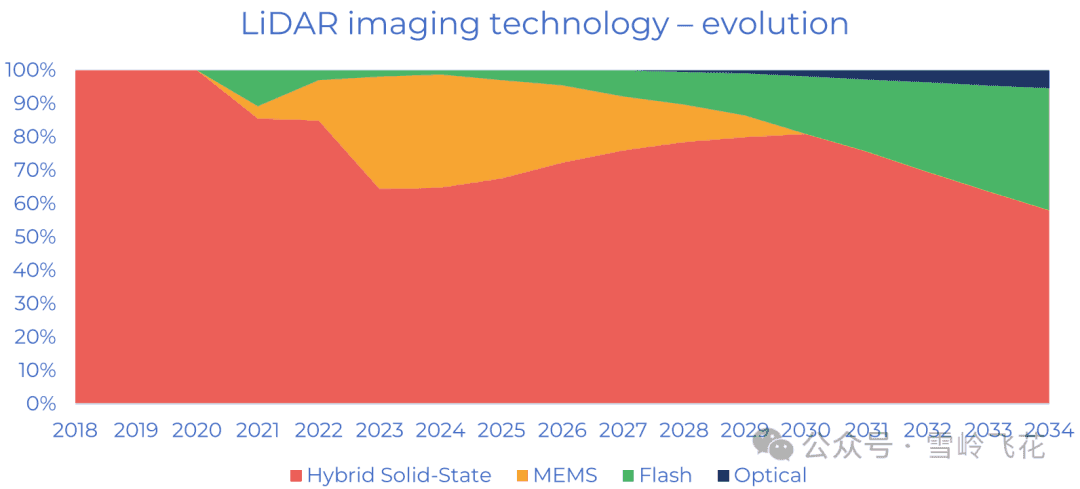 LiDAR imaging technology – evolution
100%
90%
80%
70%
60%
50%
40%
30%
20%
10%
0%
2018 2019 2020 2021 2022 2023 2024 2025 2026 2027 2028 2029 2030 2031 2032 2033 2034
公众号 · 雪岭飞花
Hybrid Solid-State MEMS Flash Optical